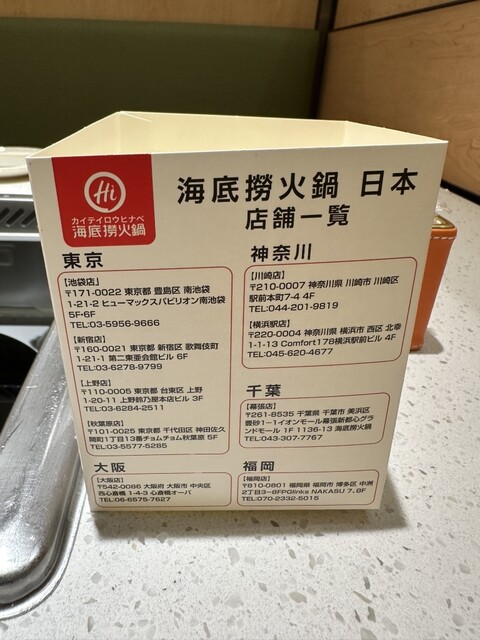 Hi
カイテイロウヒナベ
海底撈火鍋
海底撈火鍋 日本
店舗一覧
東京
【池袋店】
〒171-0022 東京都 豊島区 南池袋
1-21-2 ヒューマックスパビリオン南池袋
5F-6F
TEL:03-5956-9666
【新宿店】
〒160-0021 東京都 新宿区 歌舞伎町
1-21-1 第二東亜会館ビル 6F
TEL:03-6278-9799
【上野店】
〒110-0005 東京都 台東区 上野
1-20-11 上野鈴乃屋本店ビル 3F
TEL:03-6284-2511
【秋葉原店】
〒101-0025 東京都 千代田区 神田佐久
間町1丁目13番チョムチョム秋葉原 5F
TEL:03-5577-5285
神奈川
【川崎店】
〒210-0007 神奈川県 川崎市 川崎区
駅前本町7-4 4F
TEL:044-201-9819
【横浜駅店】
〒220-0004 神奈川県 横浜市 西区 北幸
1-1-13 Comfort178横浜駅前ビル 4F
TEL:045-620-4677
千葉
【幕張店】
〒261-8535 千葉県 千葉市 美浜区
豊砂1ー1イオンモール幕張新都心グラ
ンドモール 1F 1136-13 海底撈火鍋
TEL:043-307-7767
大阪
【大阪店】
〒542-0086 大阪府 大阪市 中央区
西心斎橋 1-4-3 心斎橋オーパ
TEL:06-6575-7627
福岡
【福岡店】
〒810-0801 福岡県 福岡市 博多区 中洲
2丁目3−8FPGlinks NAKASU 7､8F
TEL:070-2332-5015